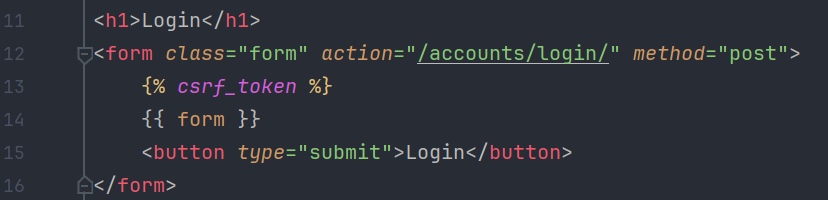 11 <h1>Login</h1>
12 <form class="form" action="/accounts/login/" method="post">
13 {% csrf_token %}
14 {{ form }}
15 <button type="submit">Login</button>
16 </form>